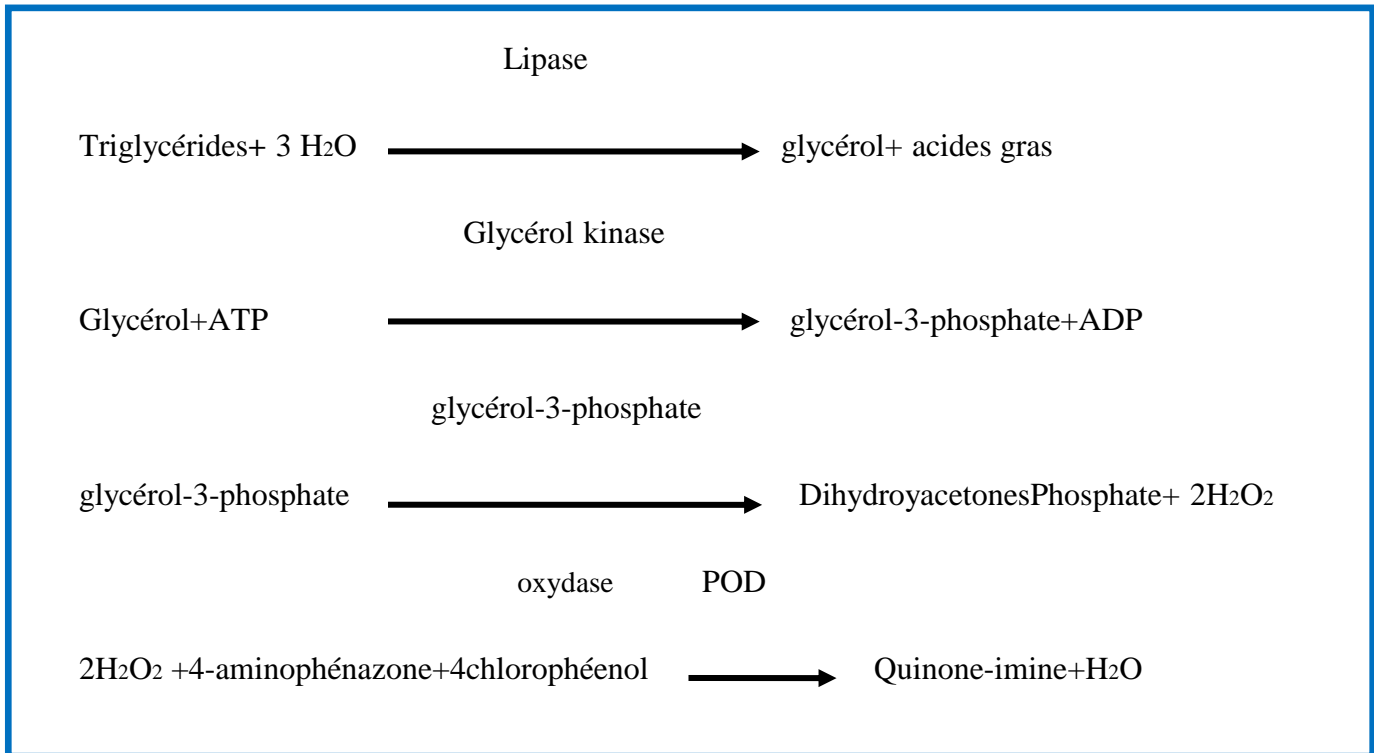 Lipase
Triglycérides+ 3 H2O glycérol+ acides gras
Glycérol kinase
Glycérol+ATP glycérol-3-phosphate+ADP
glycérol-3-phosphate
glycérol-3-phosphate DihydroyacetonesPhosphate+ 2H2O2
oxydase POD
2H2O2 +4-aminophénazone+4chlorophéenol Quinone-imine+H2O